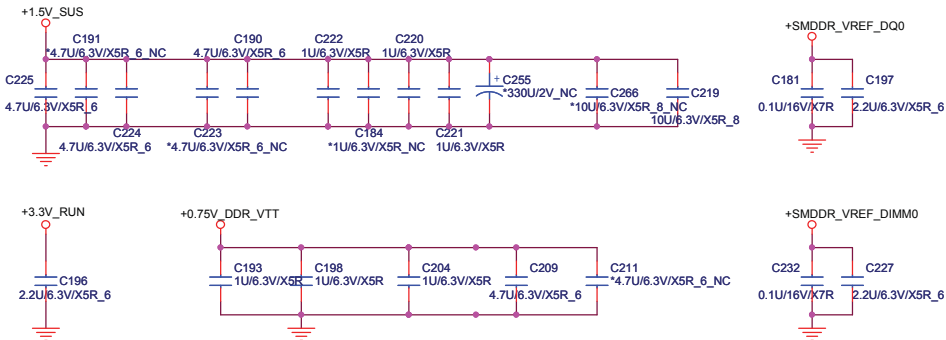 +1.5V_SUS
C191
*4.7U/6.3V/X5R_6_NC
C190
4.7U/6.3V/X5R_6
C222
1U/6.3V/X5R
C220
1U/6.3V/X5R
C225
4.7U/6.3V/X5R_6
+
C255
*330U/2V_NC
C266
*10U/6.3V/X5R_8_NC
C219
10U/6.3V/X5R_8
C224
4.7U/6.3V/X5R_6
C223
*4.7U/6.3V/X5R_6_NC
C184
*1U/6.3V/X5R_NC
C221
1U/6.3V/X5R
+SMDDR_VREF_DQ0
C181
0.1U/16V/X7R
C197
2.2U/6.3V/X5R_6
+3.3V_RUN
C196
2.2U/6.3V/X5R_6
+0.75V_DDR_VTT
C193
1U/6.3V/X5R
C198
1U/6.3V/X5R
C204
1U/6.3V/X5R
C209
4.7U/6.3V/X5R_6
C211
*4.7U/6.3V/X5R_6_NC
+SMDDR_VREF_DIMM0
C232
0.1U/16V/X7R
C227
2.2U/6.3V/X5R_6